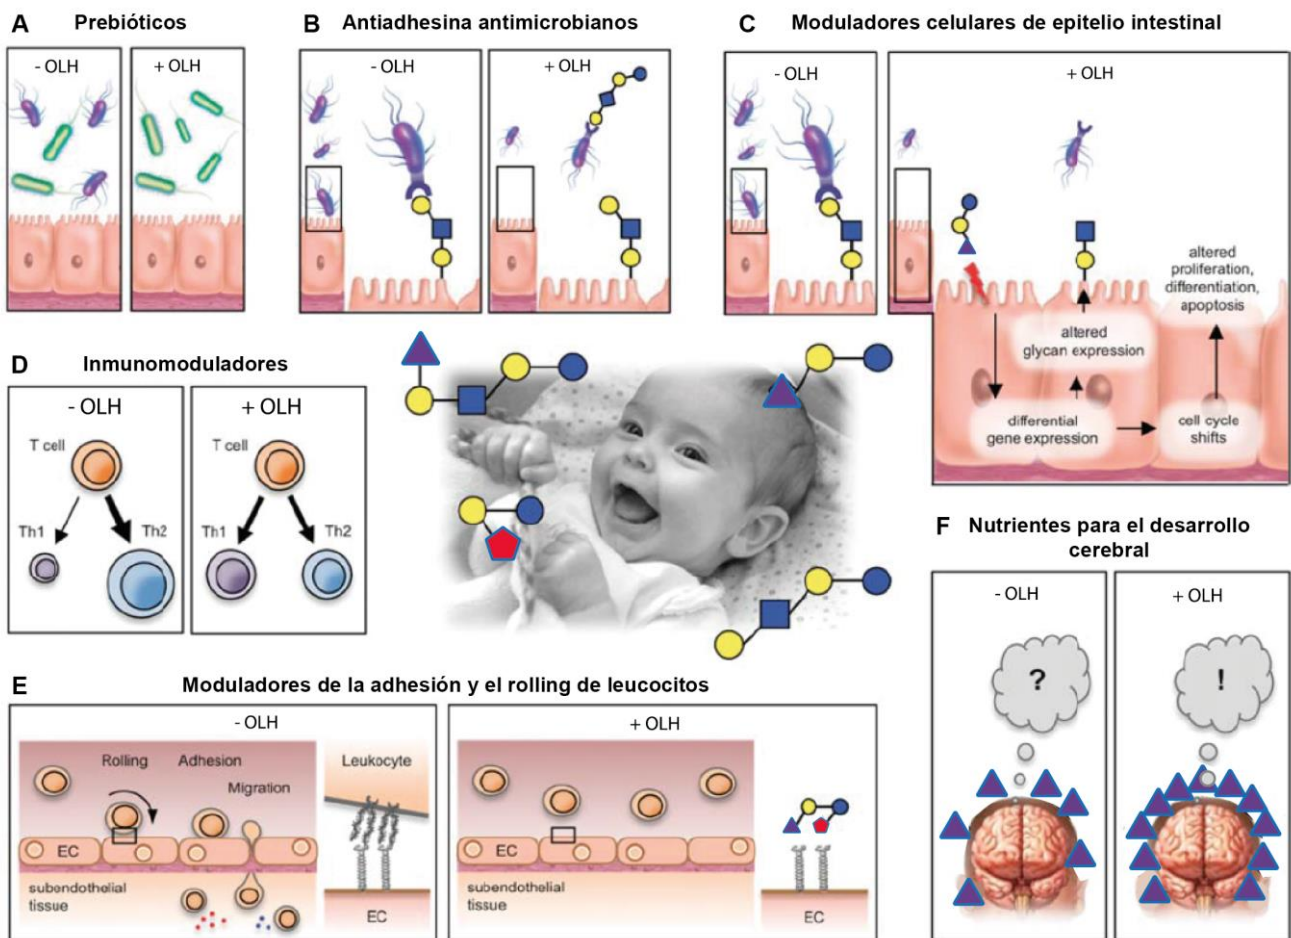 A Prebióticos
- OLH
+ OLH
B Antiadhesina antimicrobianos
- OLH
+ OLH
C Moduladores celulares de epitelio intestinal
- OLH
+ OLH
altered
proliferation,
differentiation,
apoptosis
altered
glycan expression
differential
gene expression
cell cycle
shifts
D Inmunomoduladores
- OLH
T cell
Th1
Th2
+ OLH
T cell
Th1
Th2
E Moduladores de la adhesión y el rolling de leucocitos
- OLH
Rolling
Adhesion
Migration
EC
subendothelial
tissue
Leukocyte
EC
+ OLH
EC
subendothelial
tissue
EC
F Nutrientes para el desarrollo
cerebral
- OLH
?
+ OLH
!